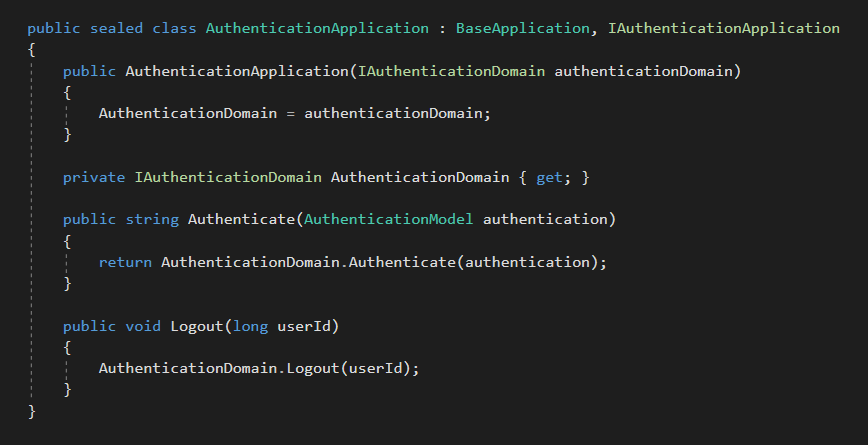 public sealed class AuthenticationApplication : BaseApplication, IAuthenticationApplication
{
    public AuthenticationApplication(IAuthenticationDomain authenticationDomain)
    {
        AuthenticationDomain = authenticationDomain;
    }

    private IAuthenticationDomain AuthenticationDomain { get; }

    public string Authenticate(AuthenticationModel authentication)
    {
        return AuthenticationDomain.Authenticate(authentication);
    }

    public void Logout(long userId)
    {
        AuthenticationDomain.Logout(userId);
    }
}